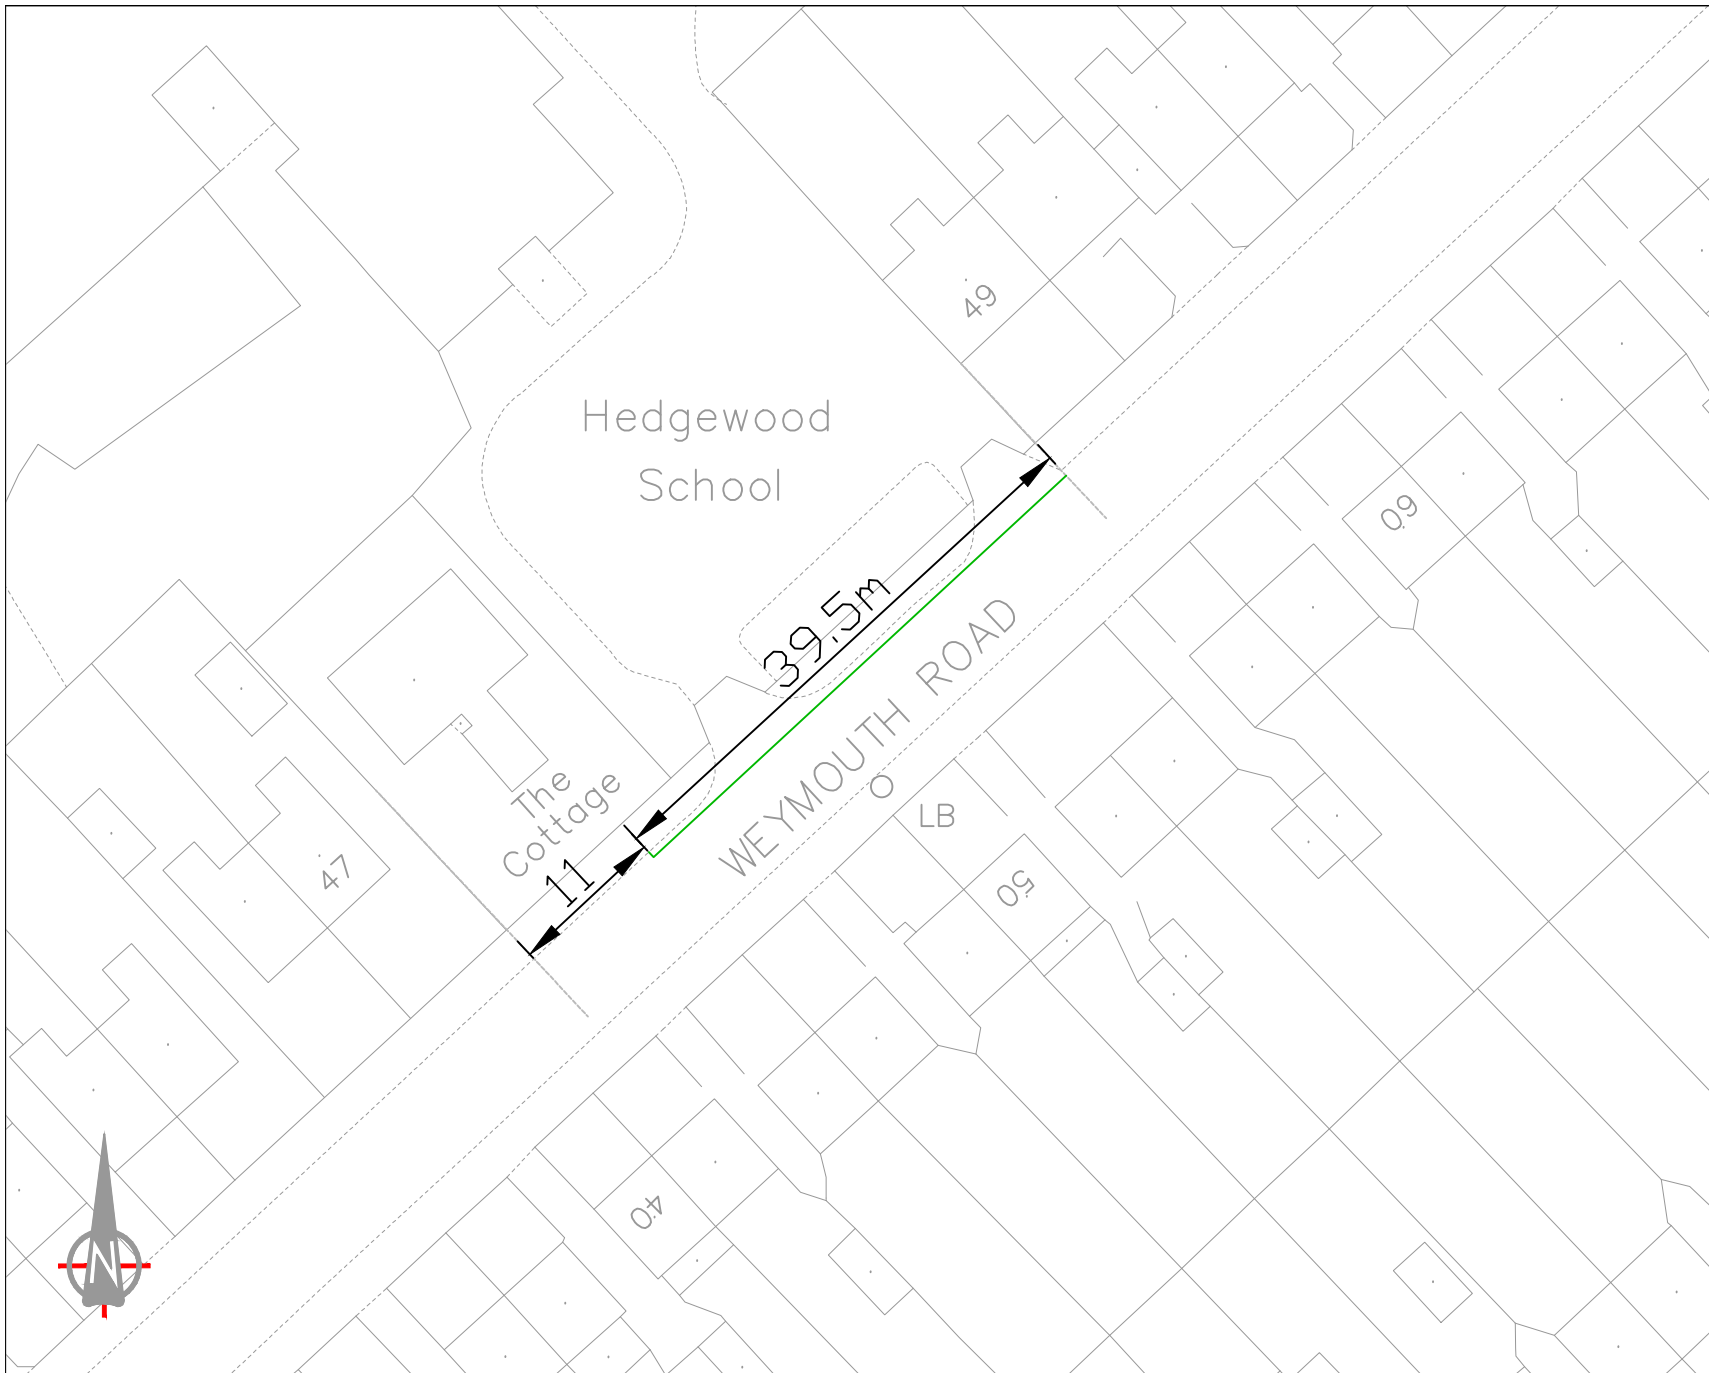 49
Hedgewood
School
60
39.5m
WEYMOUTH ROAD
The
Cottage
LB
11
47
50
40
N